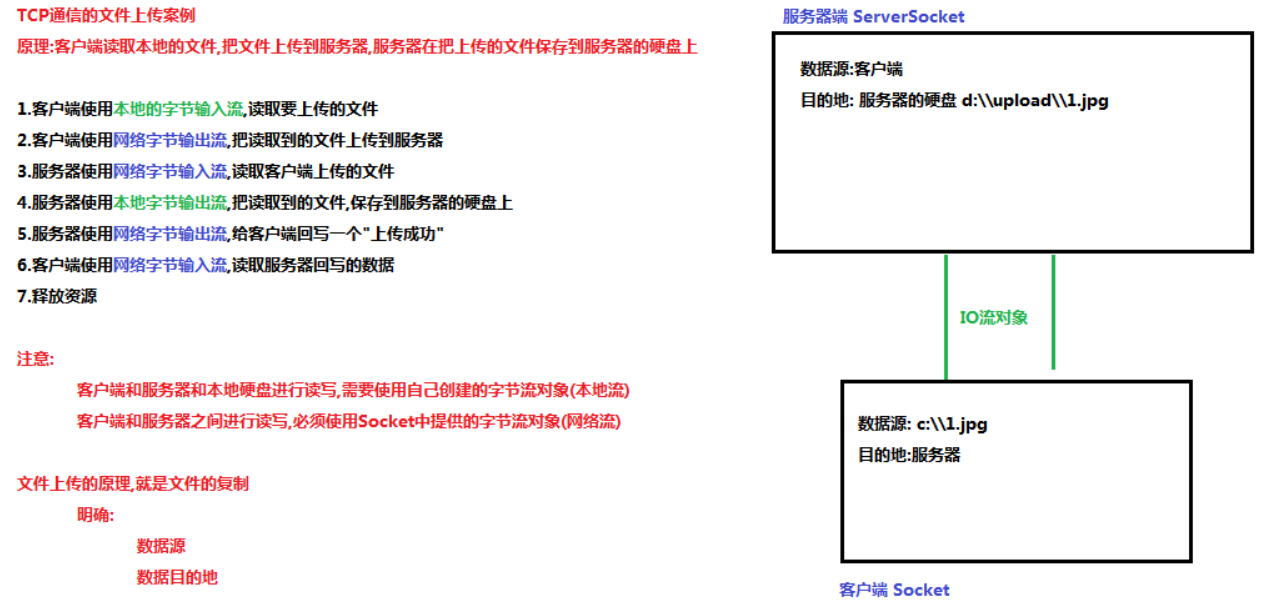 TCP通信的文件上传案例
原理:客户端读取本地的文件,把文件上传到服务器,服务器在把上传的文件保存到服务器的硬盘上
1.客户端使用本地的字节输入流,读取要上传的文件
2.客户端使用网络字节输出流,把读取到的文件上传到服务器
3.服务器使用网络字节输入流,读取客户端上传的文件
4.服务器使用本地字节输出流,把读取到的文件,保存到服务器的硬盘上
5.服务器使用网络字节输出流,给客户端回写一个"上传成功"
6.客户端使用网络字节输入流,读取服务器回写的数据
7.释放资源
注意:
客户端和服务器和本地硬盘进行读写,需要使用自己创建的字节流对象(本地流)
客户端和服务器之间进行读写,必须使用Socket中提供的字节流对象(网络流)
文件上传的原理,就是文件的复制
明确:
数据源
数据目的地
服务器端 ServerSocket
数据源:客户端
目的地: 服务器的硬盘 d:\\upload\\1.jpg
IO流对象
数据源: c:\\1.jpg
目的地:服务器
客户端 Socket